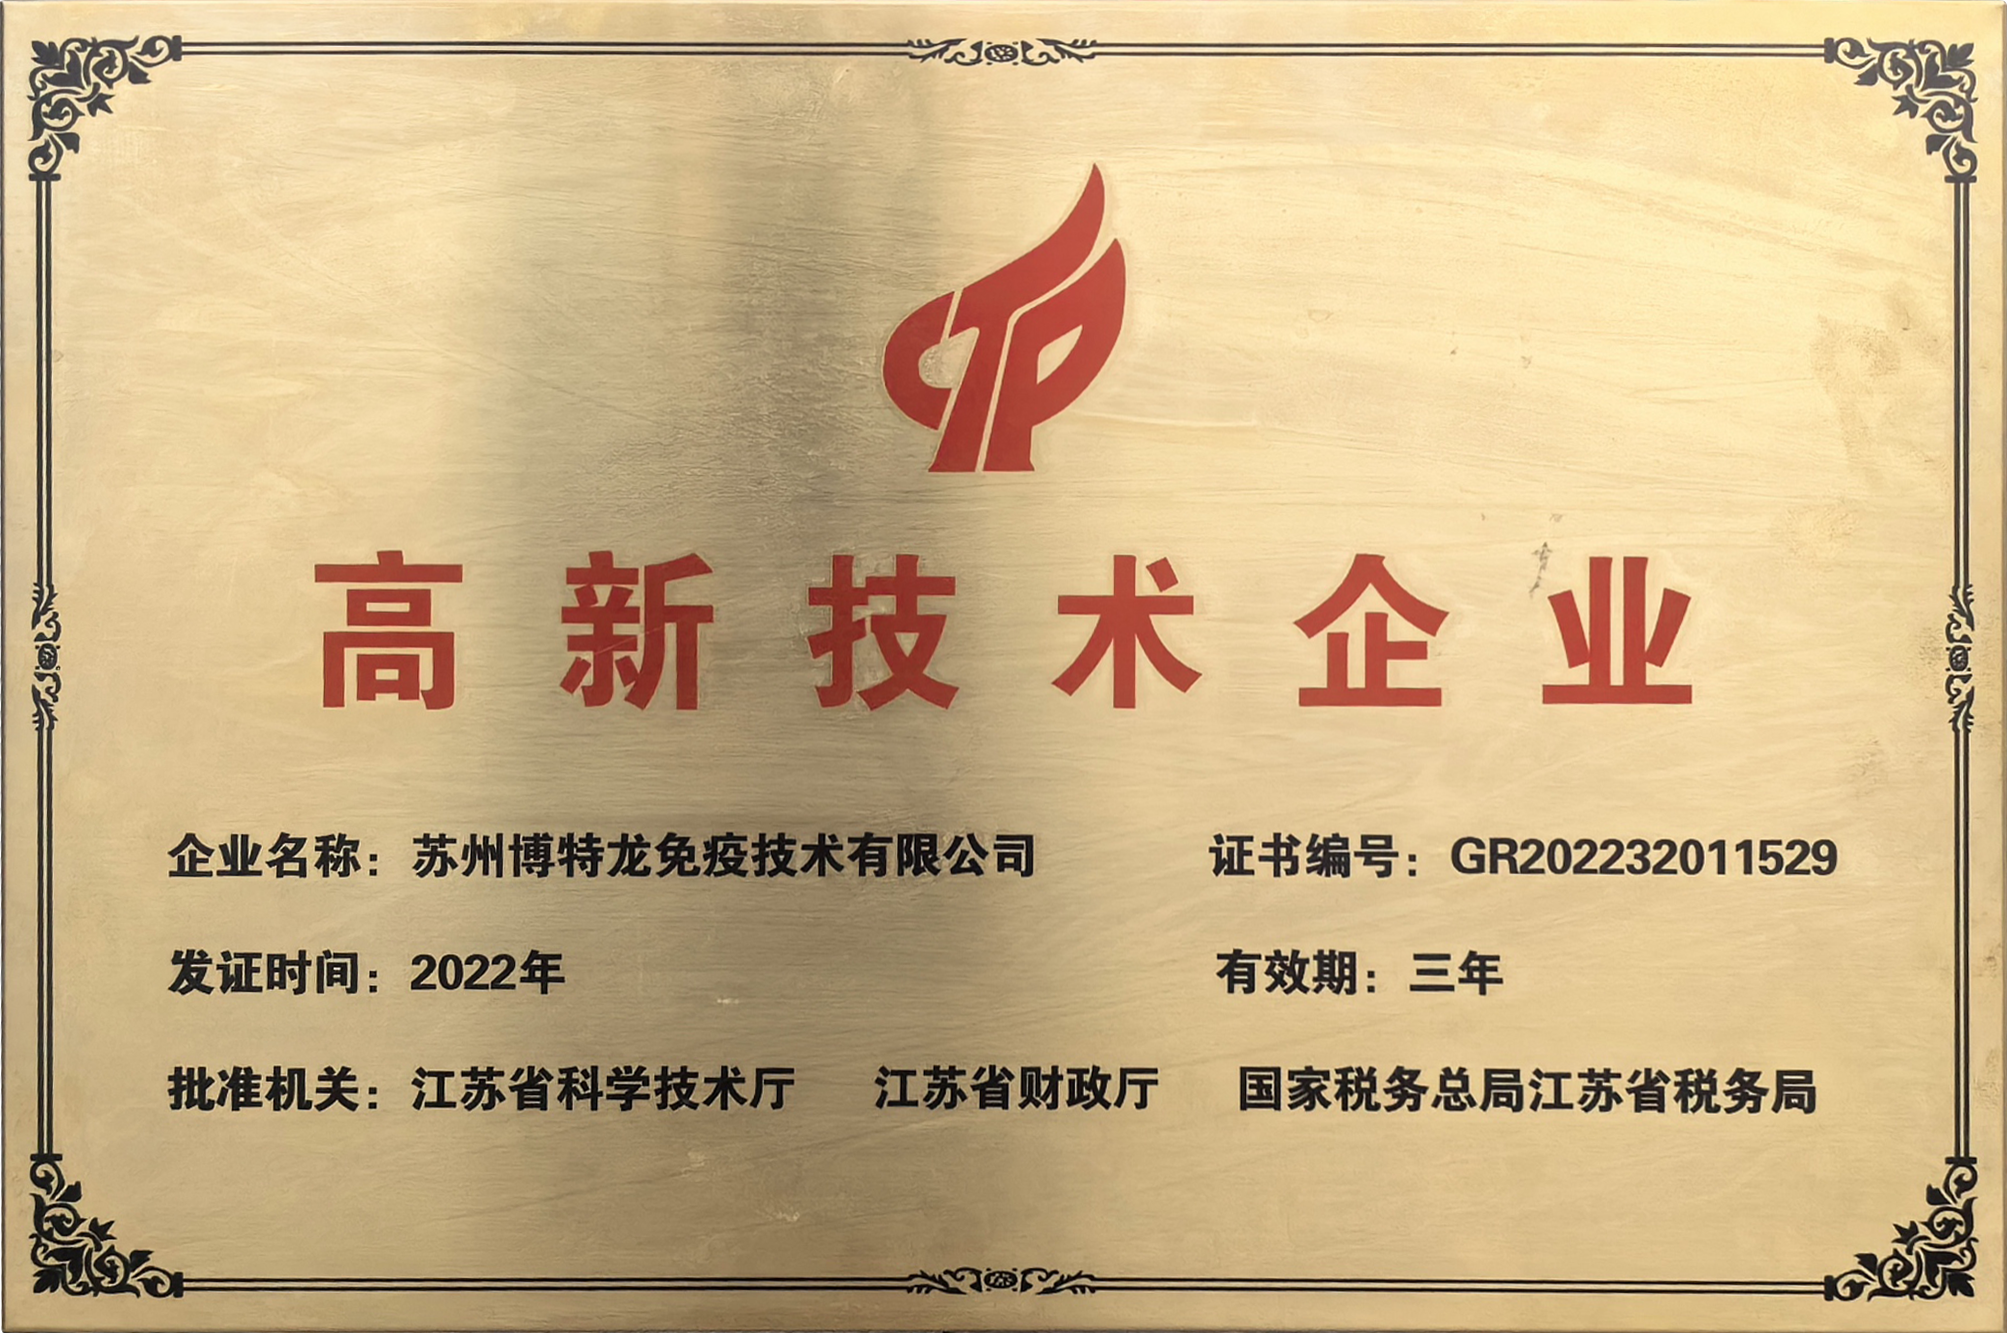 高新技术企业
企业名称：苏州博特龙免疫技术有限公司 证书编号：GR202232011529
发证时间：2022年 有效期：三年
批准机关：江苏省科学技术厅 江苏省财政厅 国家税务总局江苏省税务局